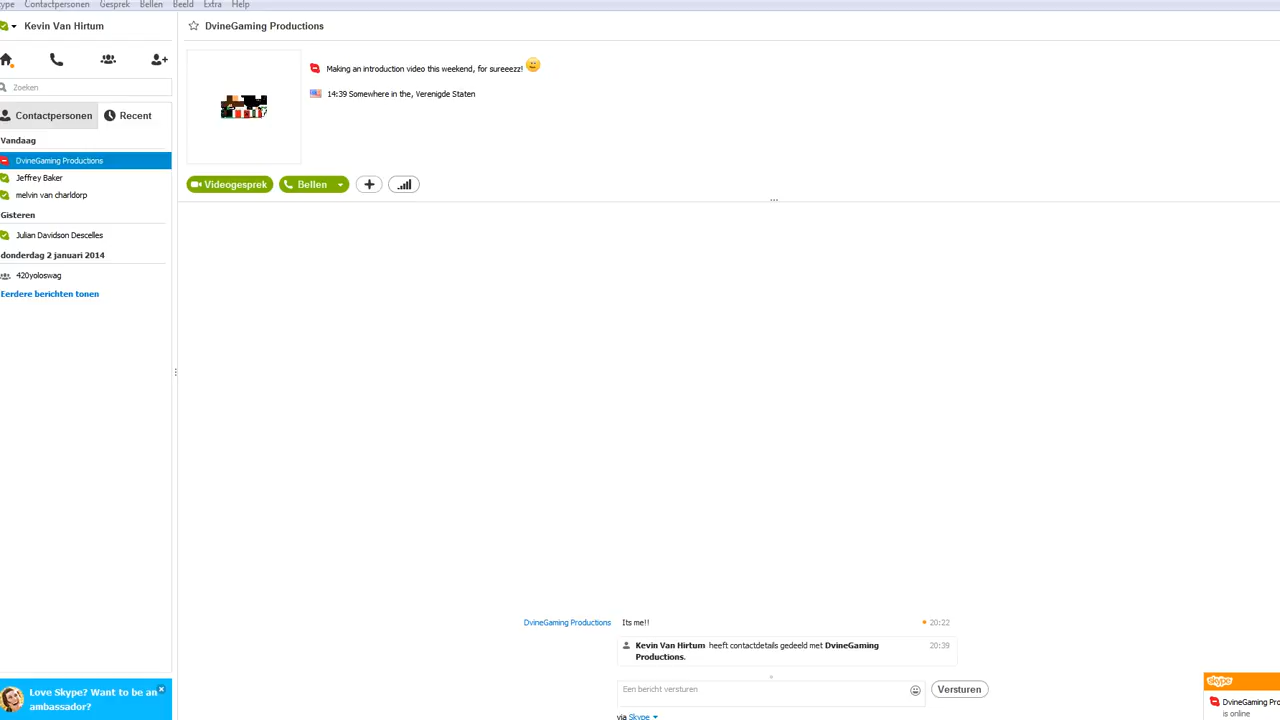 Contactpersonen Gesprek Bellen Beeld Extra Help
Kevin Van Hirtum
DvineGaming Productions
Making an introduction video this weekend, for sureeezz!
14:39 Somewhere in the, Verenigde Staten
Zoeken
Contactpersonen Recent
Vandaag
DvineGaming Productions
Jeffrey Baker
melvin van charldorp
Gisteren
Julian Davidson Descelles
donderdag 2 januari 2014
420yoloswag
Eerdere berichten tonen
Videogesprek Bellen
DvineGaming Productions Its me!! 20:22
Kevin Van Hirtum heeft contactdetails gedeeld met DvineGaming 20:39
Productions.
Een bericht versturen
Versturen
via Skype
Love Skype? Want to be an
ambassador?
skype
DvineGaming Pro
is online